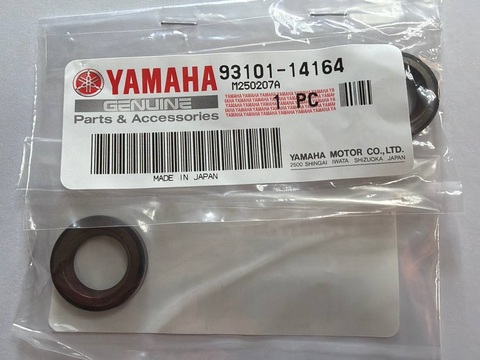 YAMAHA 93101-14164
M250207A
GENUINE
Parts & Accessories
1 PC
YAMAHA MOTOR CO.,LTD.
2500 SHINGAI IWATA SHIZUOKA JAPAN
MADE IN JAPAN